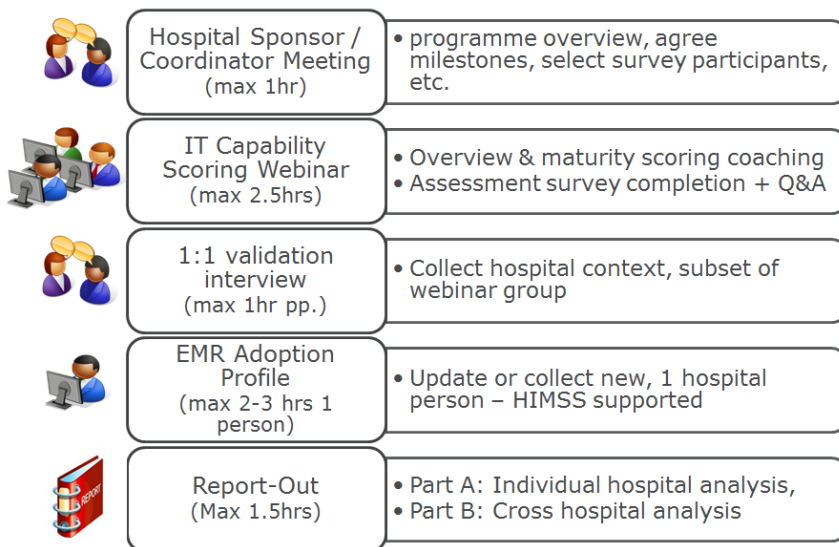 Hospital Sponsor /
Coordinator Meeting
(max 1hr)
• programme overview, agree
milestones, select survey participants,
etc.
IT Capability
Scoring Webinar
(max 2.5hrs)
• Overview & maturity scoring coaching
• Assessment survey completion + Q&A
1:1 validation
interview
(max 1hr pp.)
• Collect hospital context, subset of
webinar group
EMR Adoption
Profile
(max 2-3 hrs 1
person)
• Update or collect new, 1 hospital
person – HIMSS supported
REPORT
Report-Out
(Max 1.5hrs)
• Part A: Individual hospital analysis,
• Part B: Cross hospital analysis